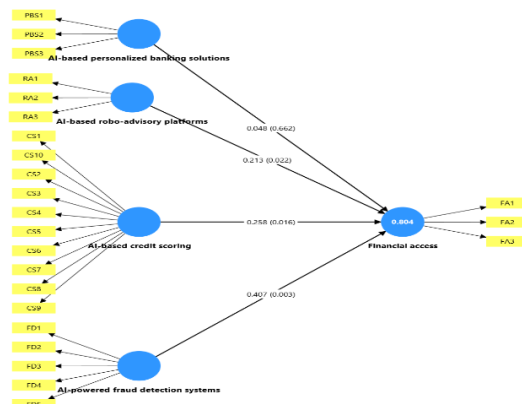 PBS1
PBS2
PBS3
AI-based personalized banking solutions
RA1
RA2
RA3
AI-based robo-advisory platforms
CS1
CS10
CS2
CS3
CS4
CS5
CS6
CS7
CS8
CS9
AI-based credit scoring
FD1
FD2
FD3
FD4
AI-powered fraud detection systems
0.048 (0.662)
0.213 (0.022)
0.258 (0.016)
0.407 (0.003)
0.804
Financial access
FA1
FA2
FA3